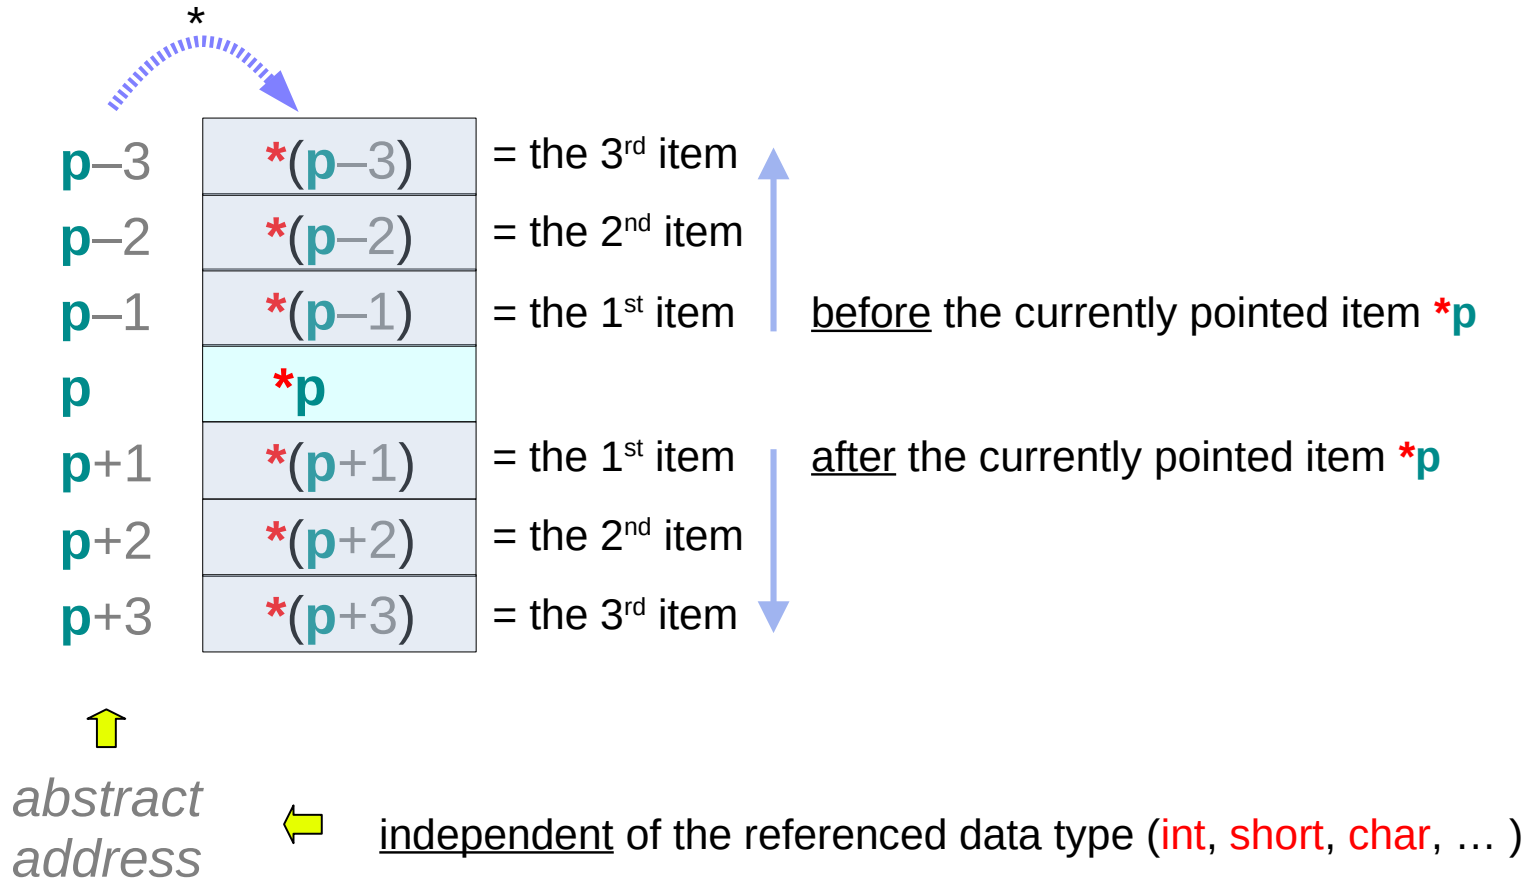 *
p–3 *(p–3) = the 3rd item
p–2 *(p–2) = the 2nd item
p–1 *(p–1) = the 1st item before the currently pointed item *p
p *p
p+1 *(p+1) = the 1st item after the currently pointed item *p
p+2 *(p+2) = the 2nd item
p+3 *(p+3) = the 3rd item
abstract
address
independent of the referenced data type (int, short, char, … )